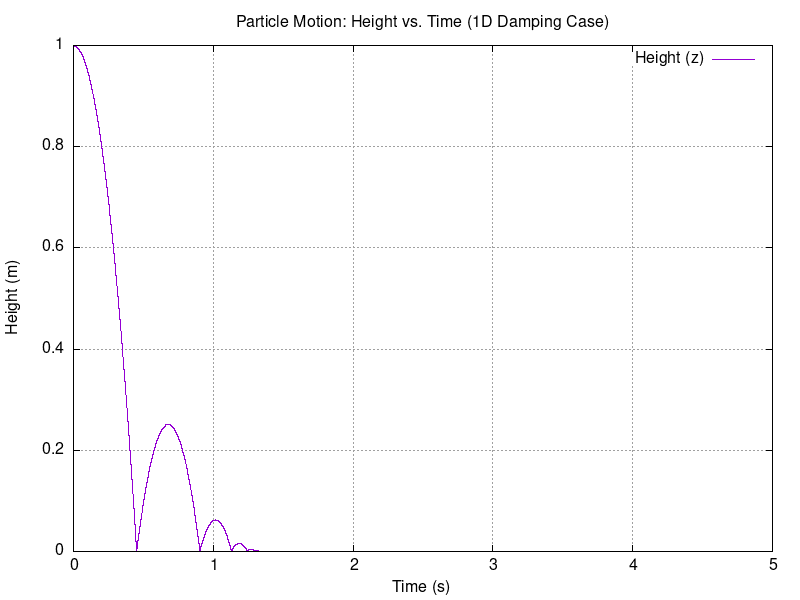 Particle Motion: Height vs. Time (1D Damping Case)
Height (z)
1
0.8
0.6
0.4
0.2
0
Height (m)
0 1 2 3 4 5
Time (s)